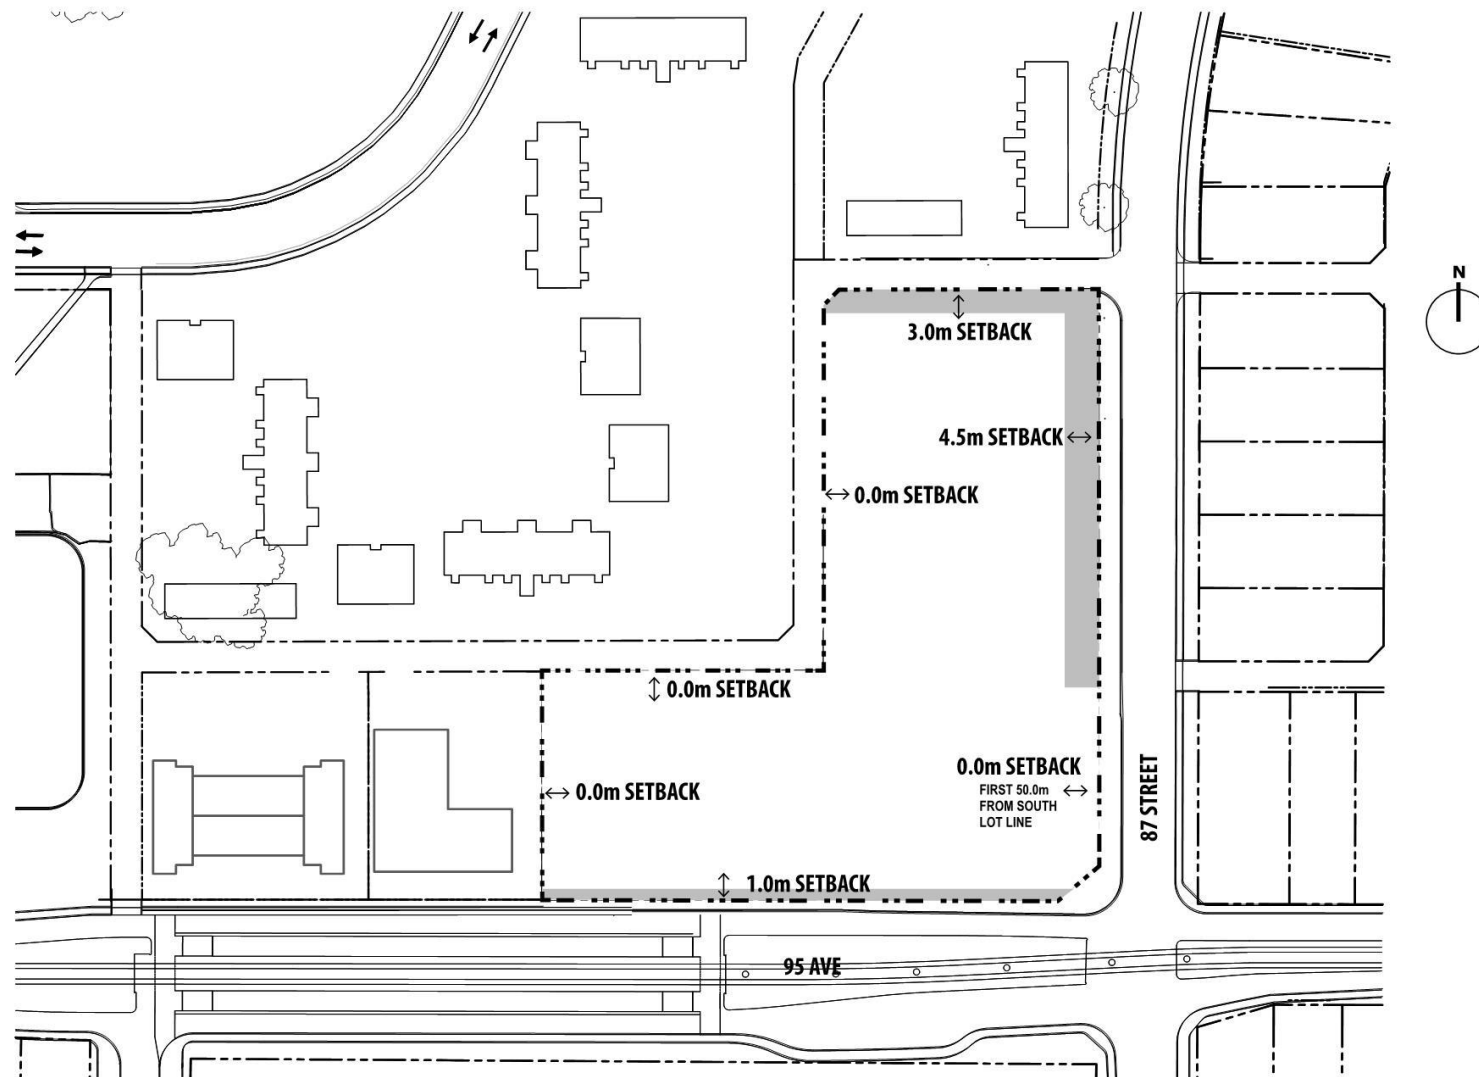 N
3.0m SETBACK
4.5m SETBACK
0.0m SETBACK
0.0m SETBACK
0.0m SETBACK
0.0m SETBACK
FIRST 50.0m
FROM SOUTH
LOT LINE
87 STREET
1.0m SETBACK
95 AVE